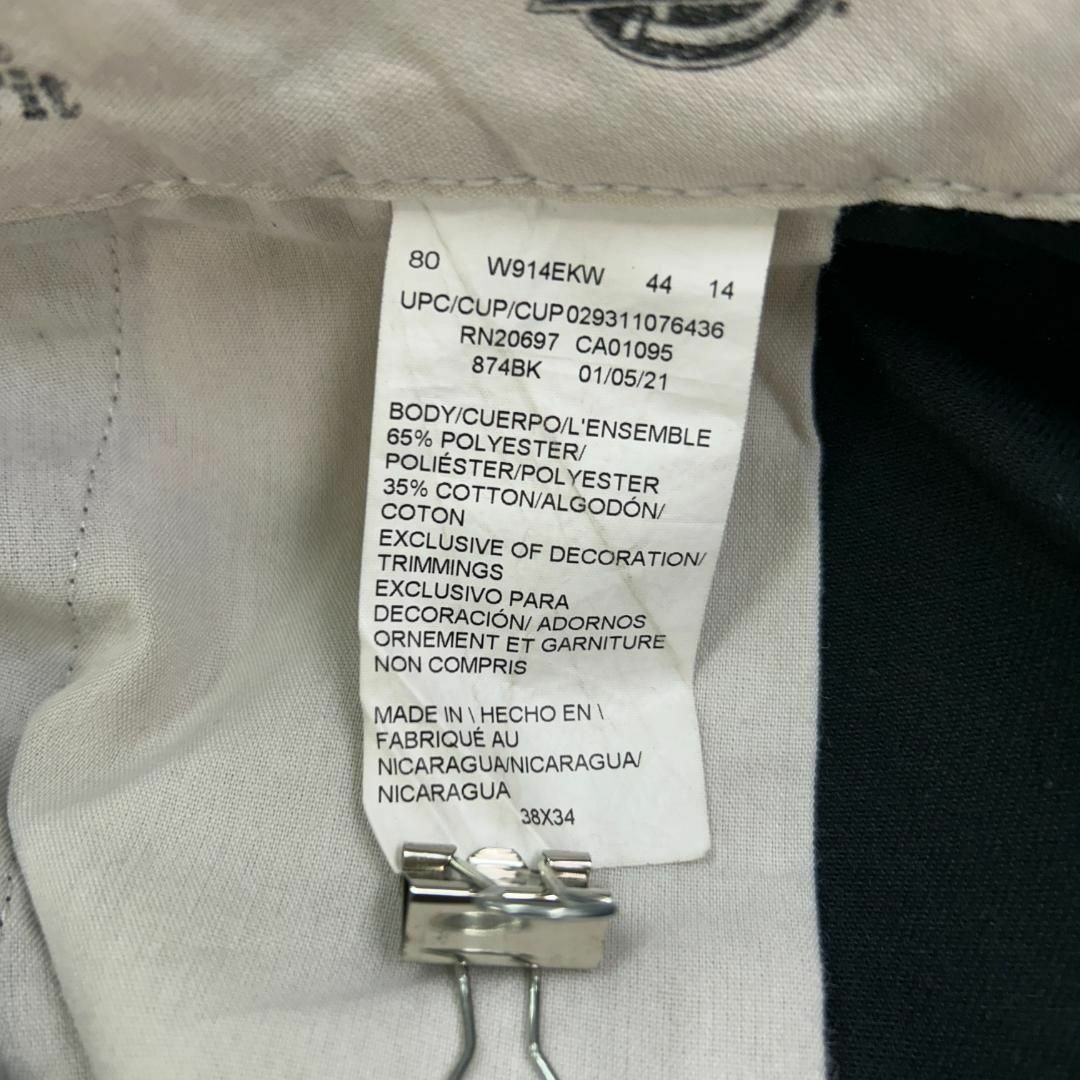 80 W914EKW 44 14
UPC/CUP/CUP 029311076436
RN20697 CA01095
874BK 01/05/21
BODY/CUERPO/L'ENSEMBLE
65% POLYESTER/
POLIÉSTER/POLYESTER
35% COTTON/ALGODÓN/
COTON
EXCLUSIVE OF DECORATION/
TRIMMINGS
EXCLUSIVO PARA
DECORACIÓN/ ADORNOS
ORNEMENT ET GARNITURE
NON COMPRIS
MADE IN \ HECHO EN \
FABRIQUÉ AU
NICARAGUA/NICARAGUA/
NICARAGUA
38X34